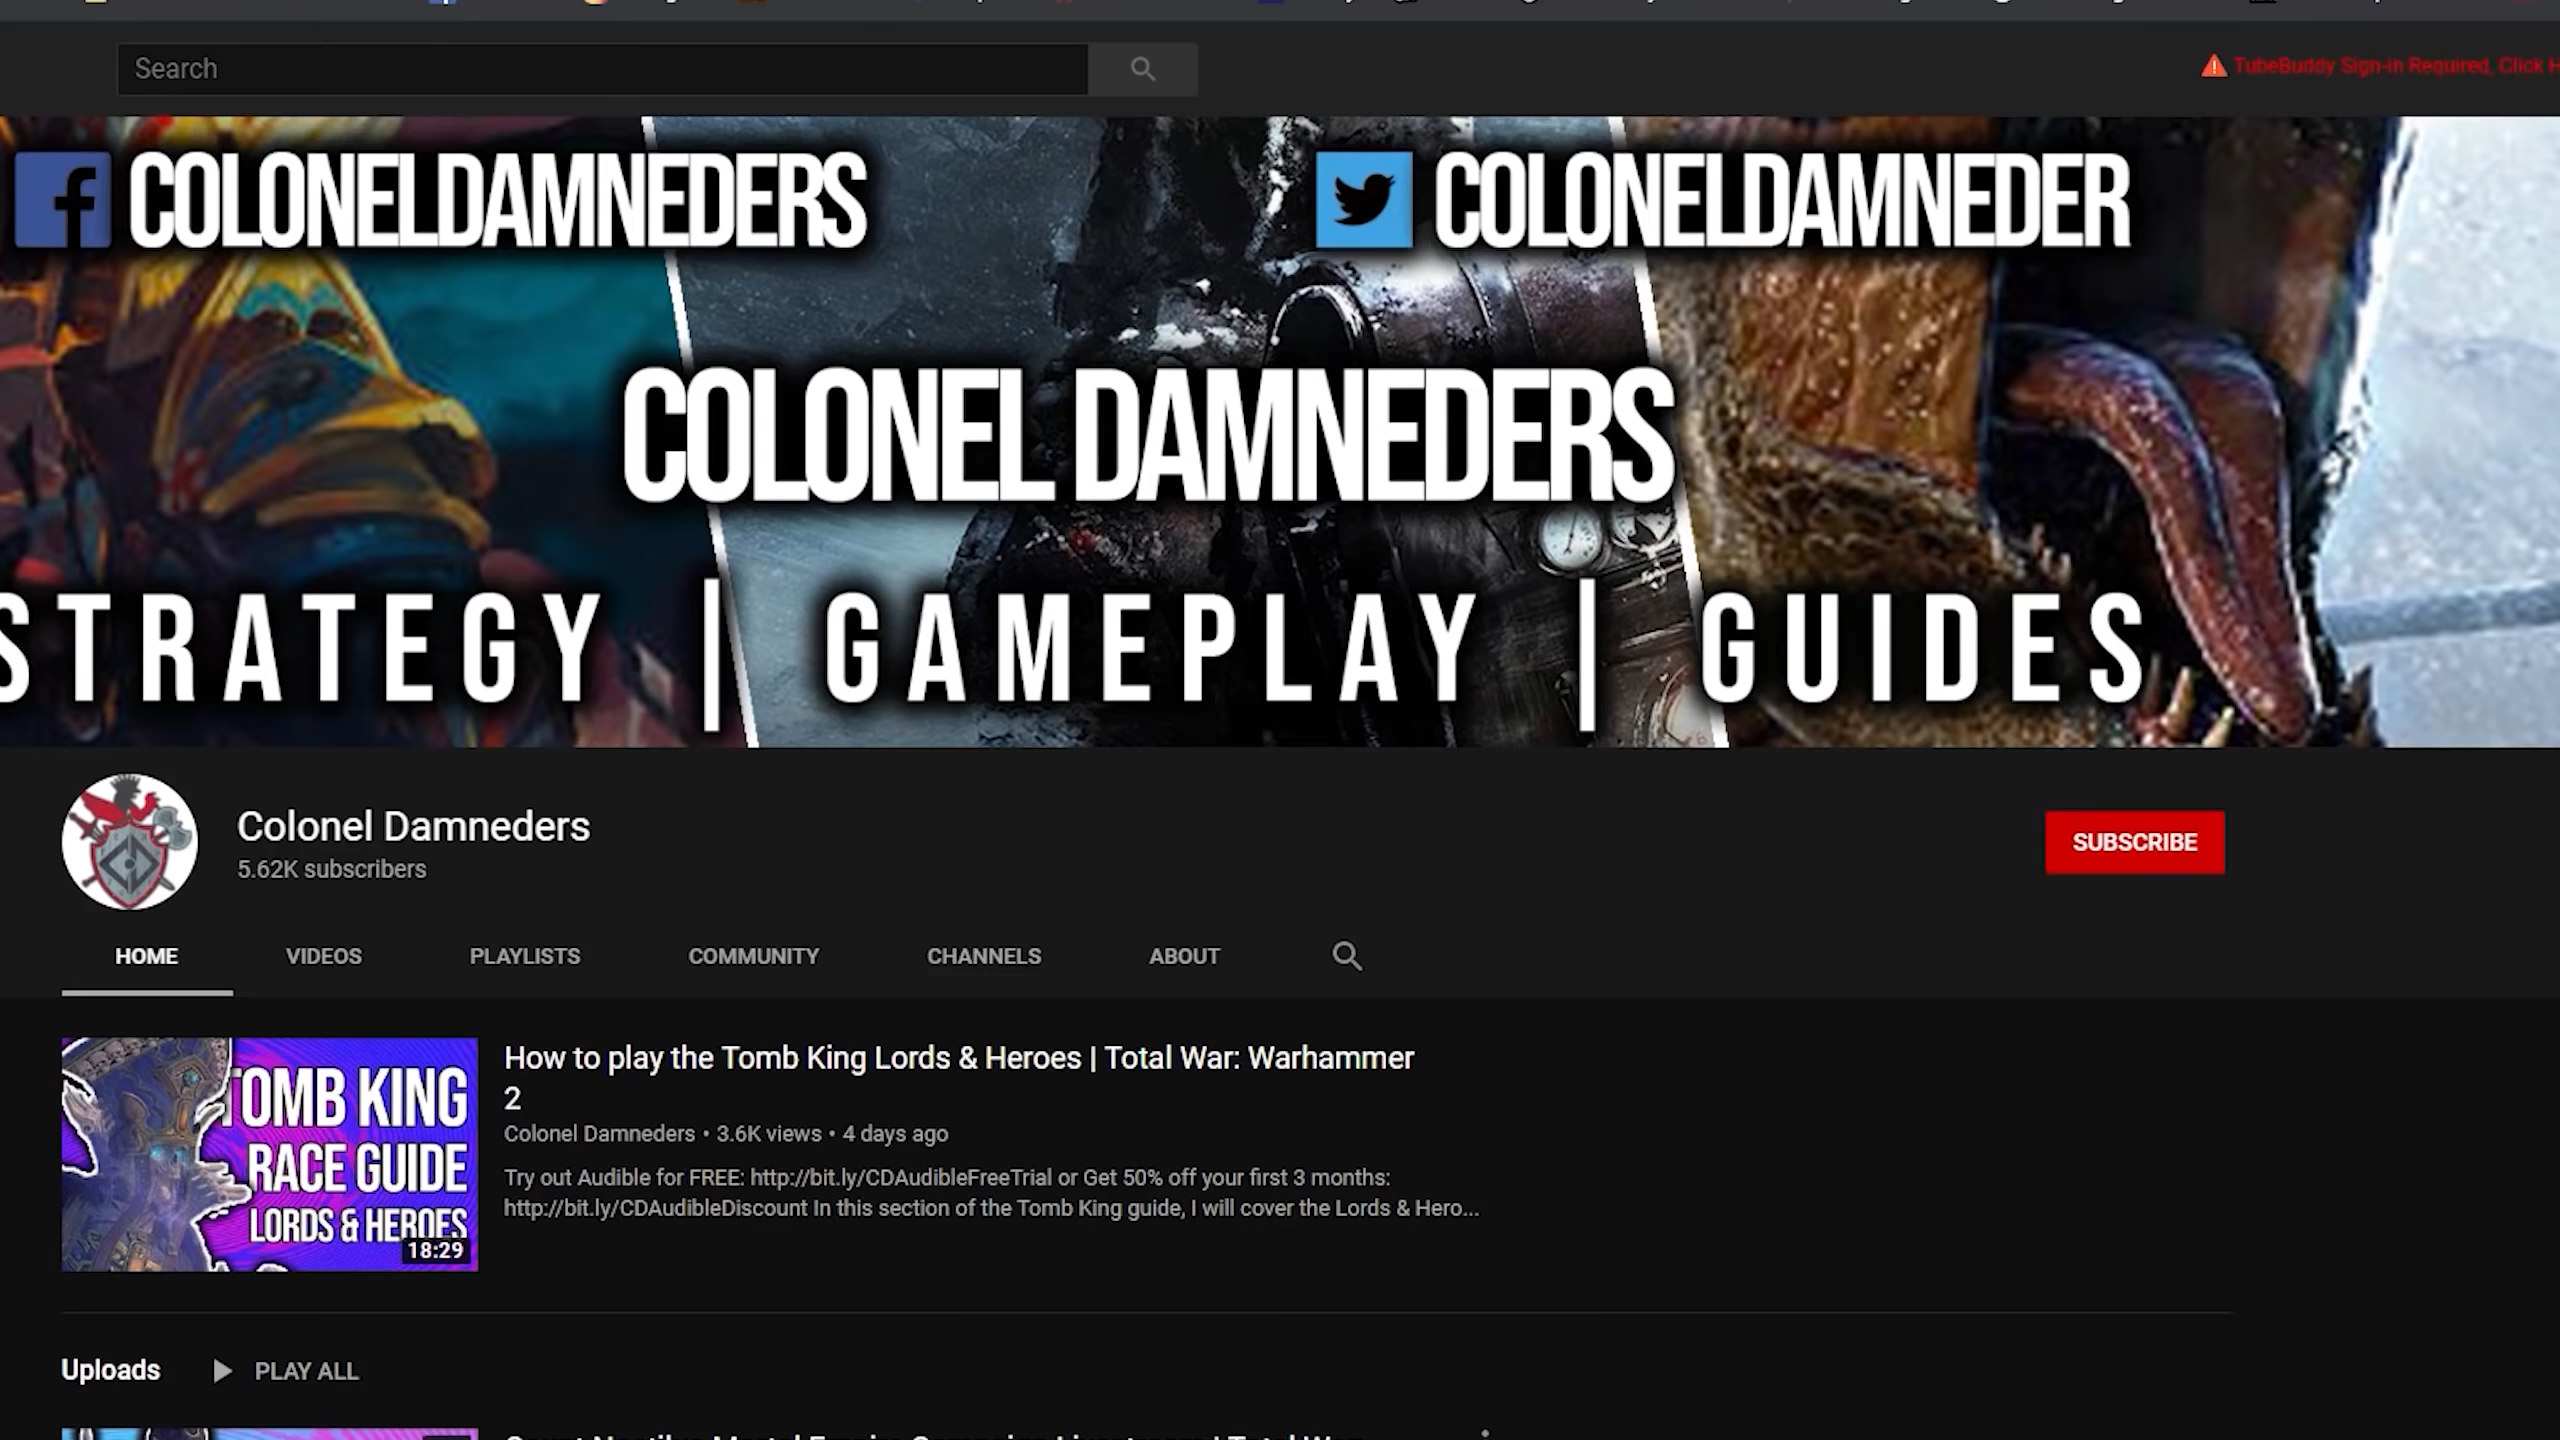 Search
TubeBuddy Sign-in Required, Click
COLONELDAMNEDERS
COLONELDAMNEDER
COLONEL DAMNEDERS
STRATEGY | GAMEPLAY | GUIDES
Colonel Damneders
5.62K subscribers
SUBSCRIBE
HOME VIDEOS PLAYLISTS COMMUNITY CHANNELS ABOUT
TOMB KING
RACE GUIDE
LORDS & HEROES
18:29
How to play the Tomb King Lords & Heroes | Total War: Warhammer
2
Colonel Damneders • 3.6K views • 4 days ago
Try out Audible for FREE: http://bit.ly/CDAudibleFreeTrial or Get 50% off your first 3 months:
http://bit.ly/CDAudibleDiscount In this section of the Tomb King guide, I will cover the Lords & Hero...
Uploads PLAY ALL